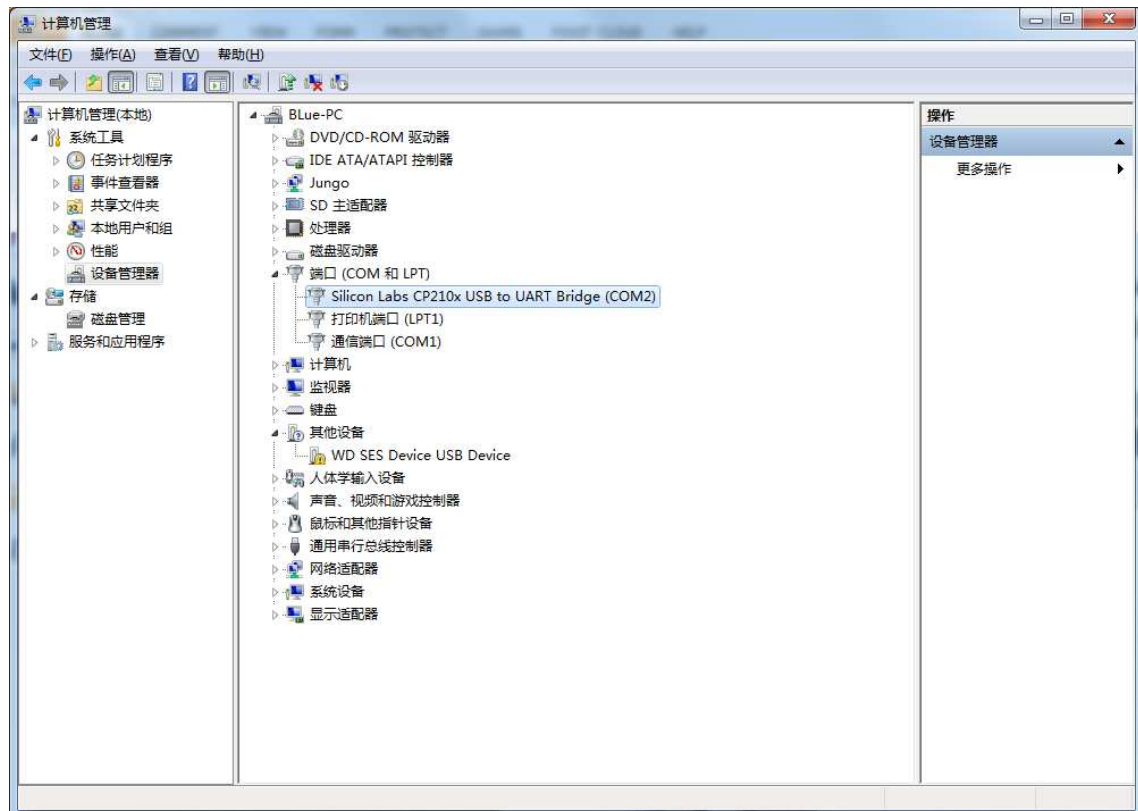 计算机管理
文件(F) 操作(A) 查看(V) 帮助(H)
计算机管理(本地)
系统工具
任务计划程序
事件查看器
共享文件夹
本地用户和组
性能
设备管理器
存储
磁盘管理
服务和应用程序
BLue-PC
DVD/CD-ROM 驱动器
IDE ATA/ATAPI 控制器
Jungo
SD 主适配器
处理器
磁盘驱动器
端口 (COM 和 LPT)
Silicon Labs CP210x USB to UART Bridge (COM2)
打印机端口 (LPT1)
通信端口 (COM1)
计算机
监视器
键盘
其他设备
WD SES Device USB Device
人体学输入设备
声音、视频和游戏控制器
鼠标和其他指针设备
通用串行总线控制器
网络适配器
系统设备
显示适配器
操作
设备管理器
更多操作